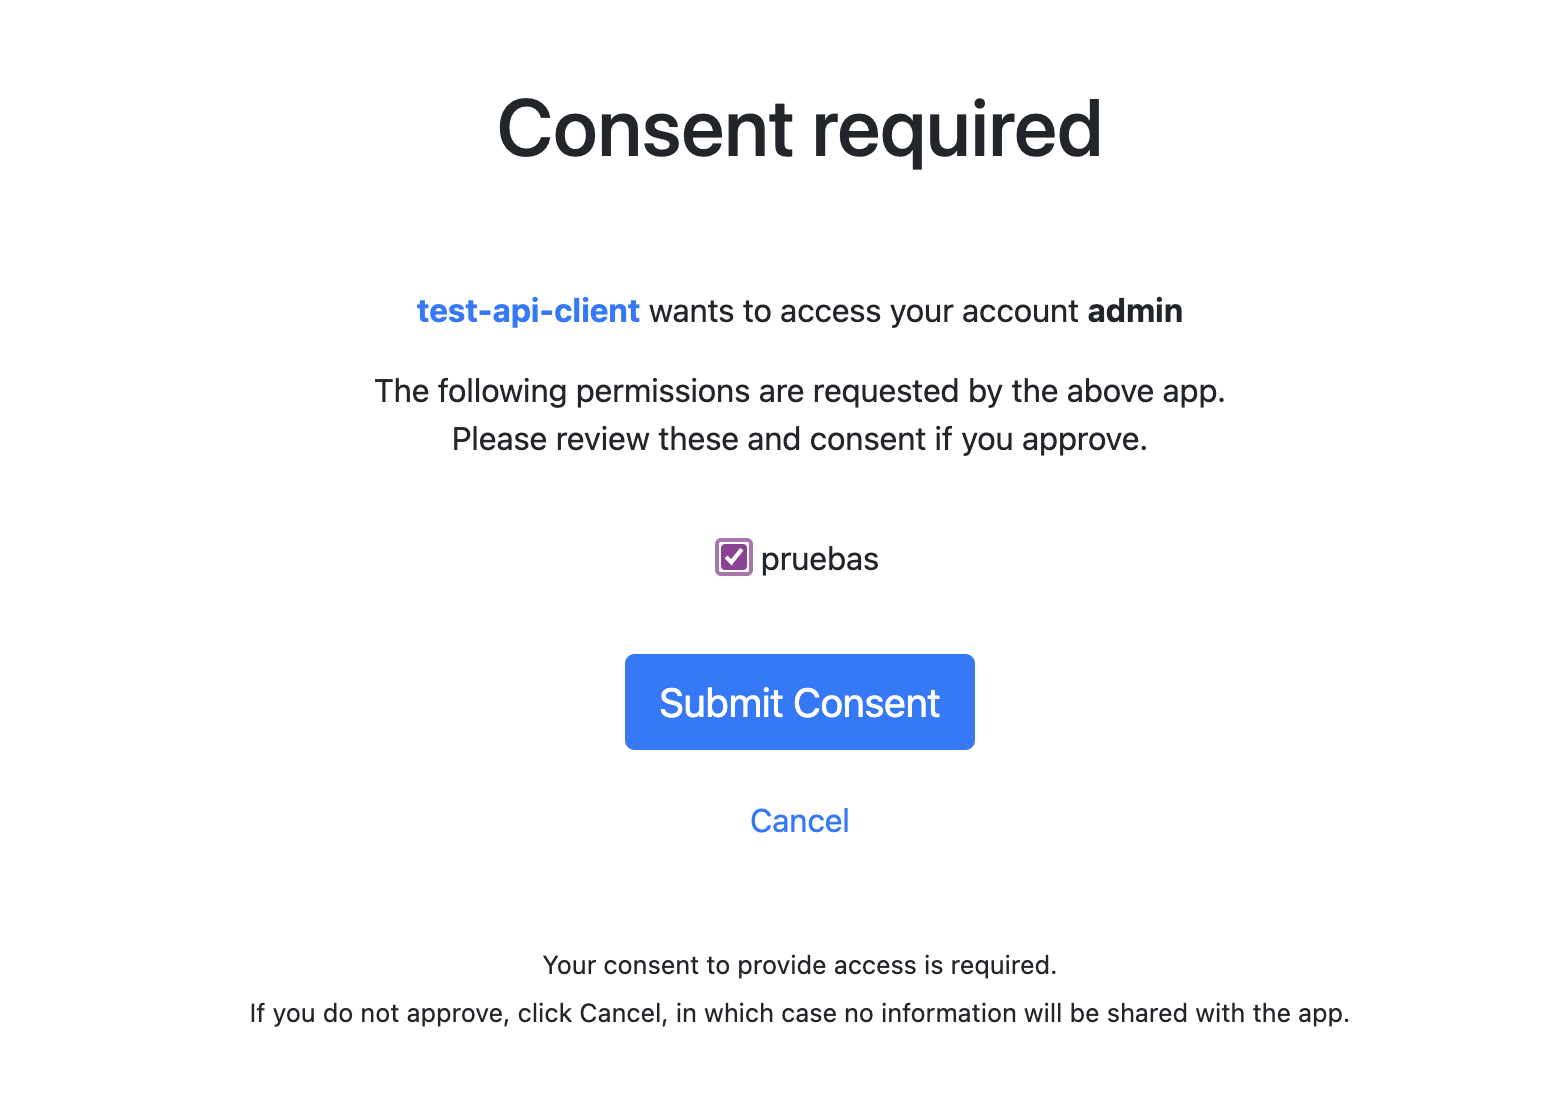 Consent required
test-api-client wants to access your account admin
The following permissions are requested by the above app.
Please review these and consent if you approve.
pruebas
Submit Consent
Cancel
Your consent to provide access is required.
If you do not approve, click Cancel, in which case no information will be shared with the app.